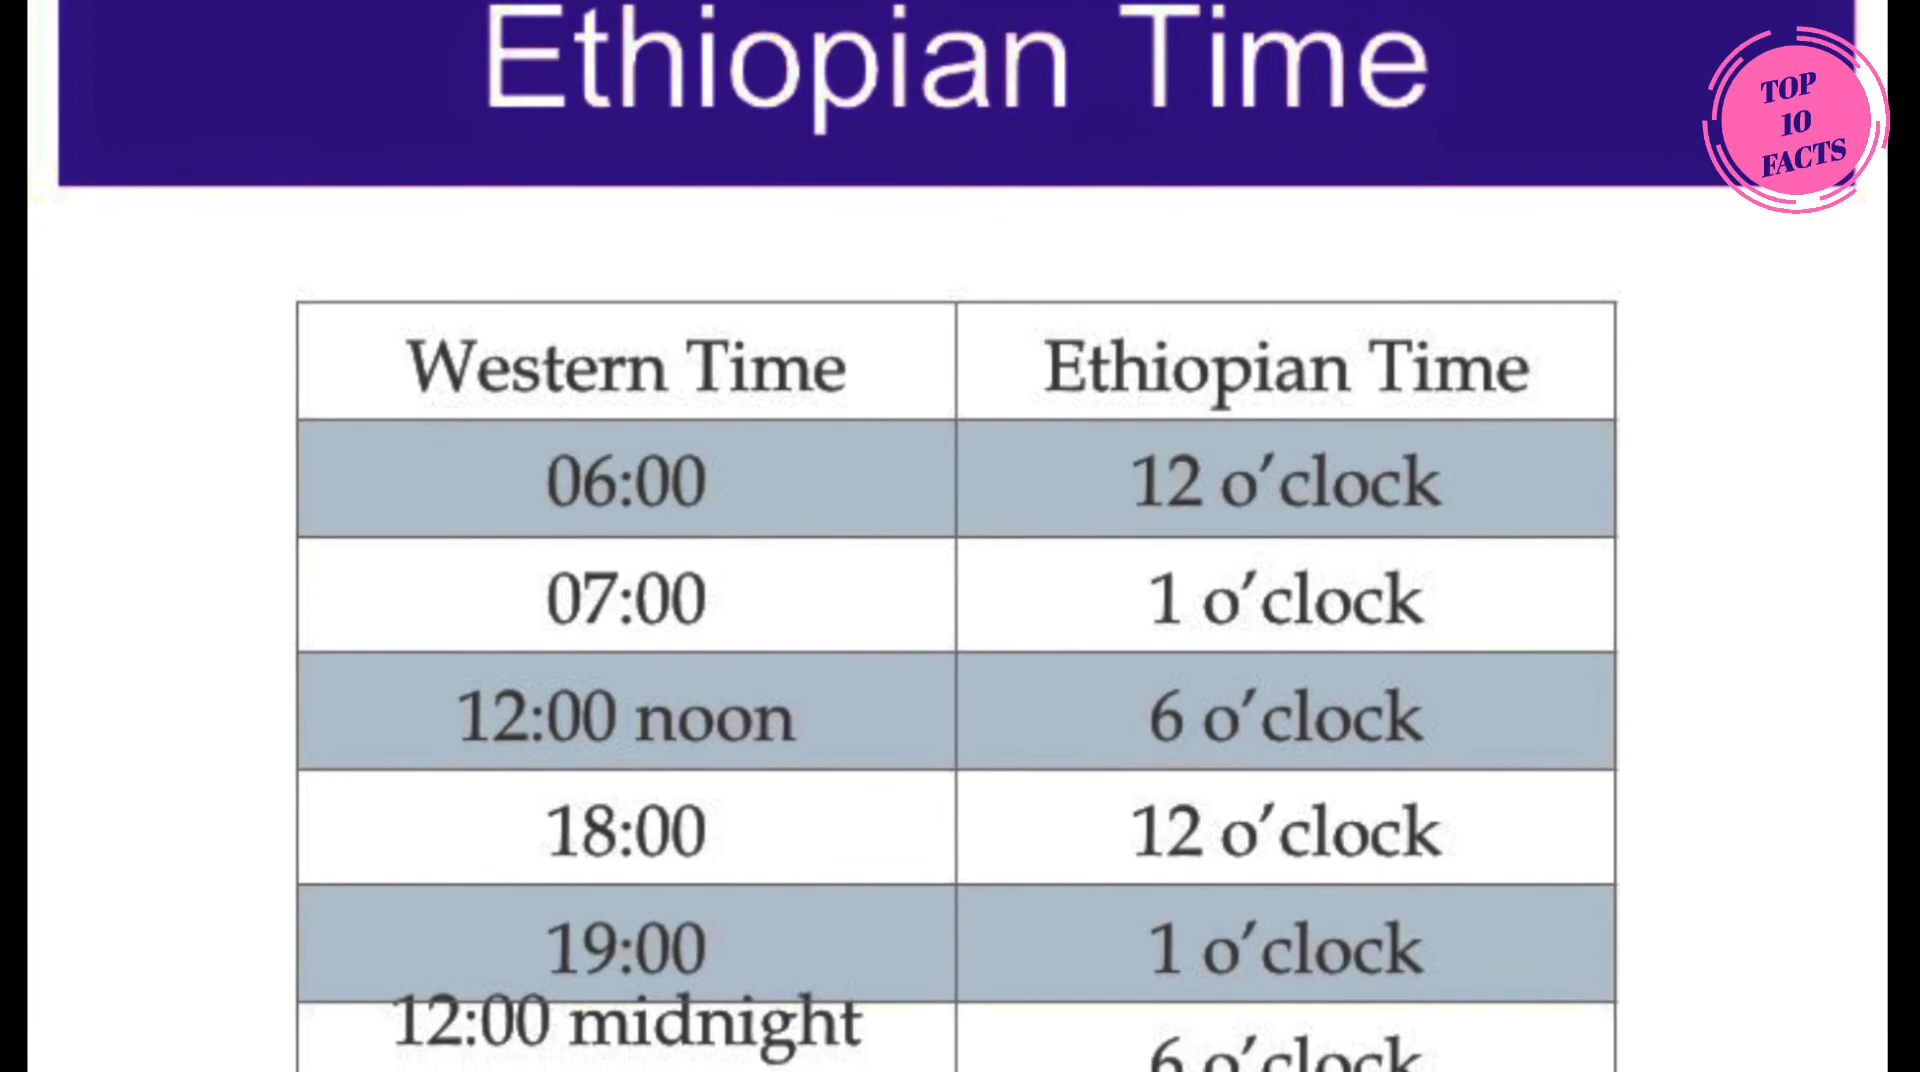 Ethiopian Time
TOP
10
FACTS
Western Time Ethiopian Time
06:00 12 o’clock
07:00 1 o’clock
12:00 noon 6 o’clock
18:00 12 o’clock
19:00 1 o’clock
12:00 midnight 6 o’clock